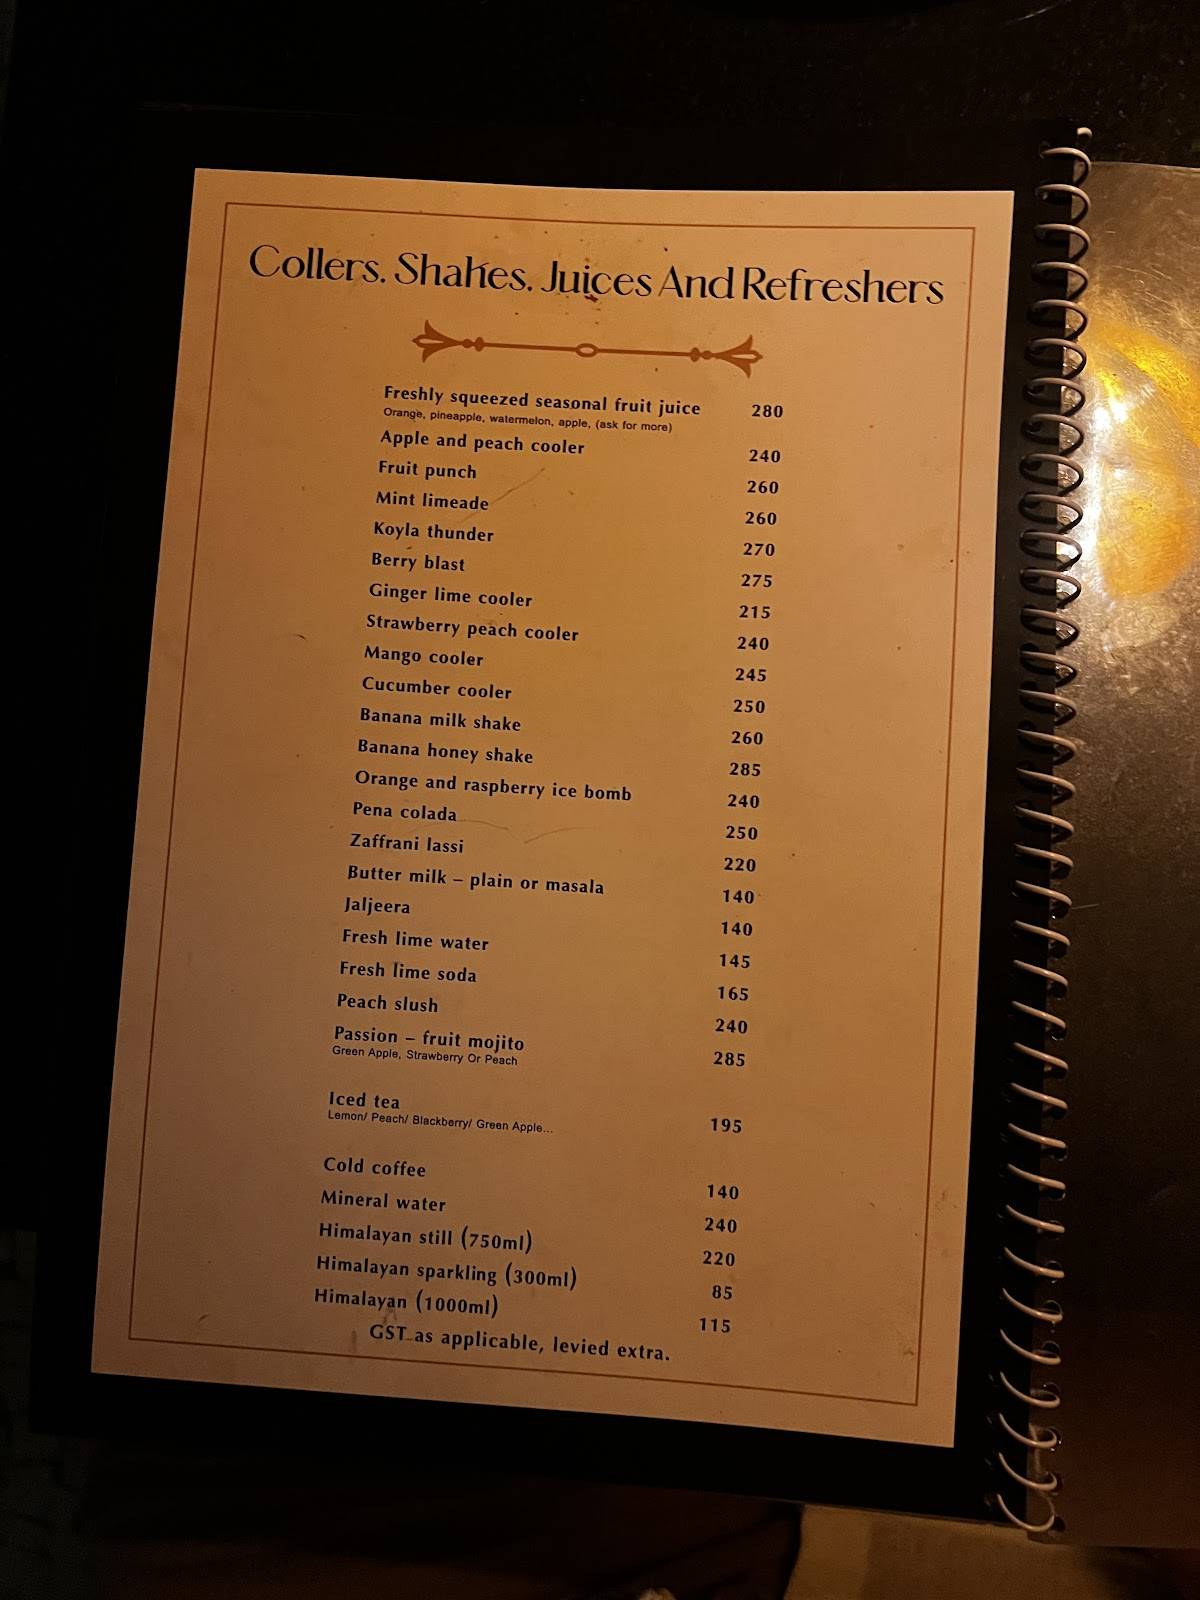 Collers. Shakes. Juices And Refreshers
Freshly squeezed seasonal fruit juice 280
Orange, pineapple, watermelon, apple, (ask for more)
Apple and peach cooler 240
Fruit punch 260
Mint limeade 260
Koyla thunder 270
Berry blast 275
Ginger lime cooler 215
Strawberry peach cooler 240
Mango cooler 245
Cucumber cooler 250
Banana milk shake 260
Banana honey shake 285
Orange and raspberry ice bomb 240
Pena colada 250
Zaffrani lassi 220
Butter milk – plain or masala 140
Jaljeera 140
Fresh lime water 145
Fresh lime soda 165
Peach slush 240
Passion – fruit mojito 285
Green Apple, Strawberry Or Peach
Iced tea 195
Lemon/ Peach/ Blackberry/ Green Apple...
Cold coffee 140
Mineral water 240
Himalayan still (750ml) 220
Himalayan sparkling (300ml) 85
Himalayan (1000ml) 115
GST as applicable, levied extra.